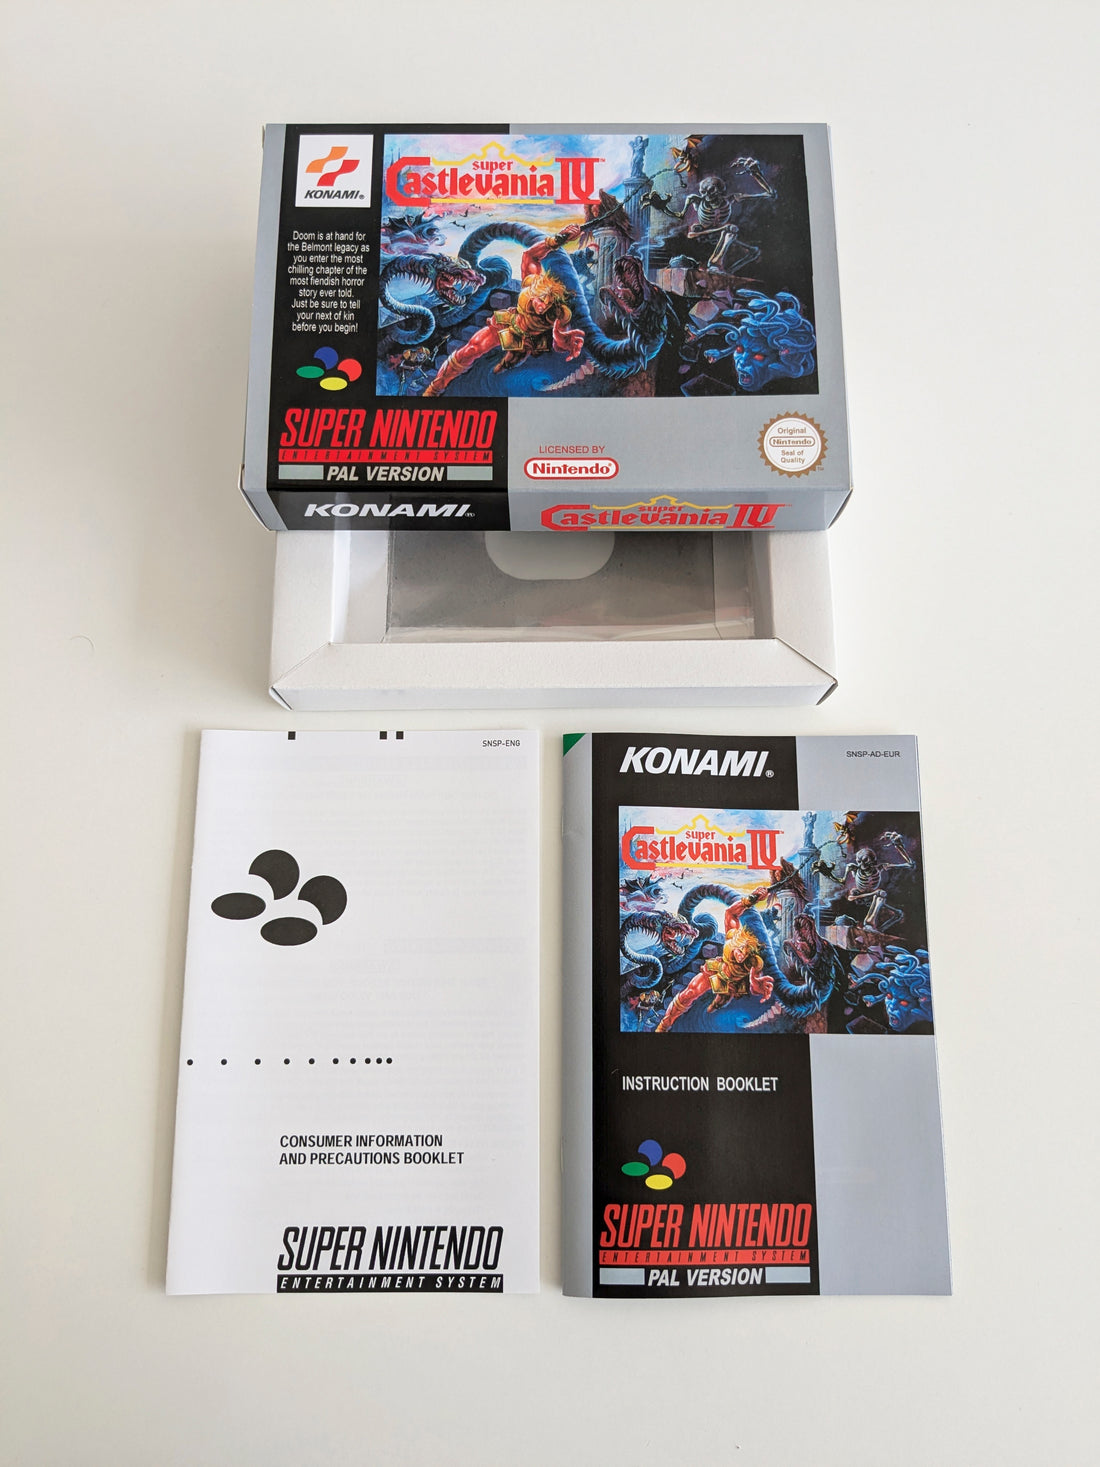 KONAMI®
super
Castlevania IV™
Doom is at hand for
the Belmont legacy as
you enter the most
chilling chapter of the
most fiendish horror
story ever told.
Just be sure to tell
your next of kin
before you begin!
SUPER NINTENDO
ENTERTAINMENT SYSTEM
PAL VERSION
LICENSED BY
Nintendo®
Original
Nintendo
Seal of
Quality
TM
KONAMI®
super
Castlevania IV
SNSP-ENG
CONSUMER INFORMATION
AND PRECAUTIONS BOOKLET
SUPER NINTENDO
ENTERTAINMENT SYSTEM
KONAMI®
SNSP-AD-EUR
super
Castlevania IV™
INSTRUCTION BOOKLET
SUPER NINTENDO
ENTERTAINMENT SYSTEM
PAL VERSION